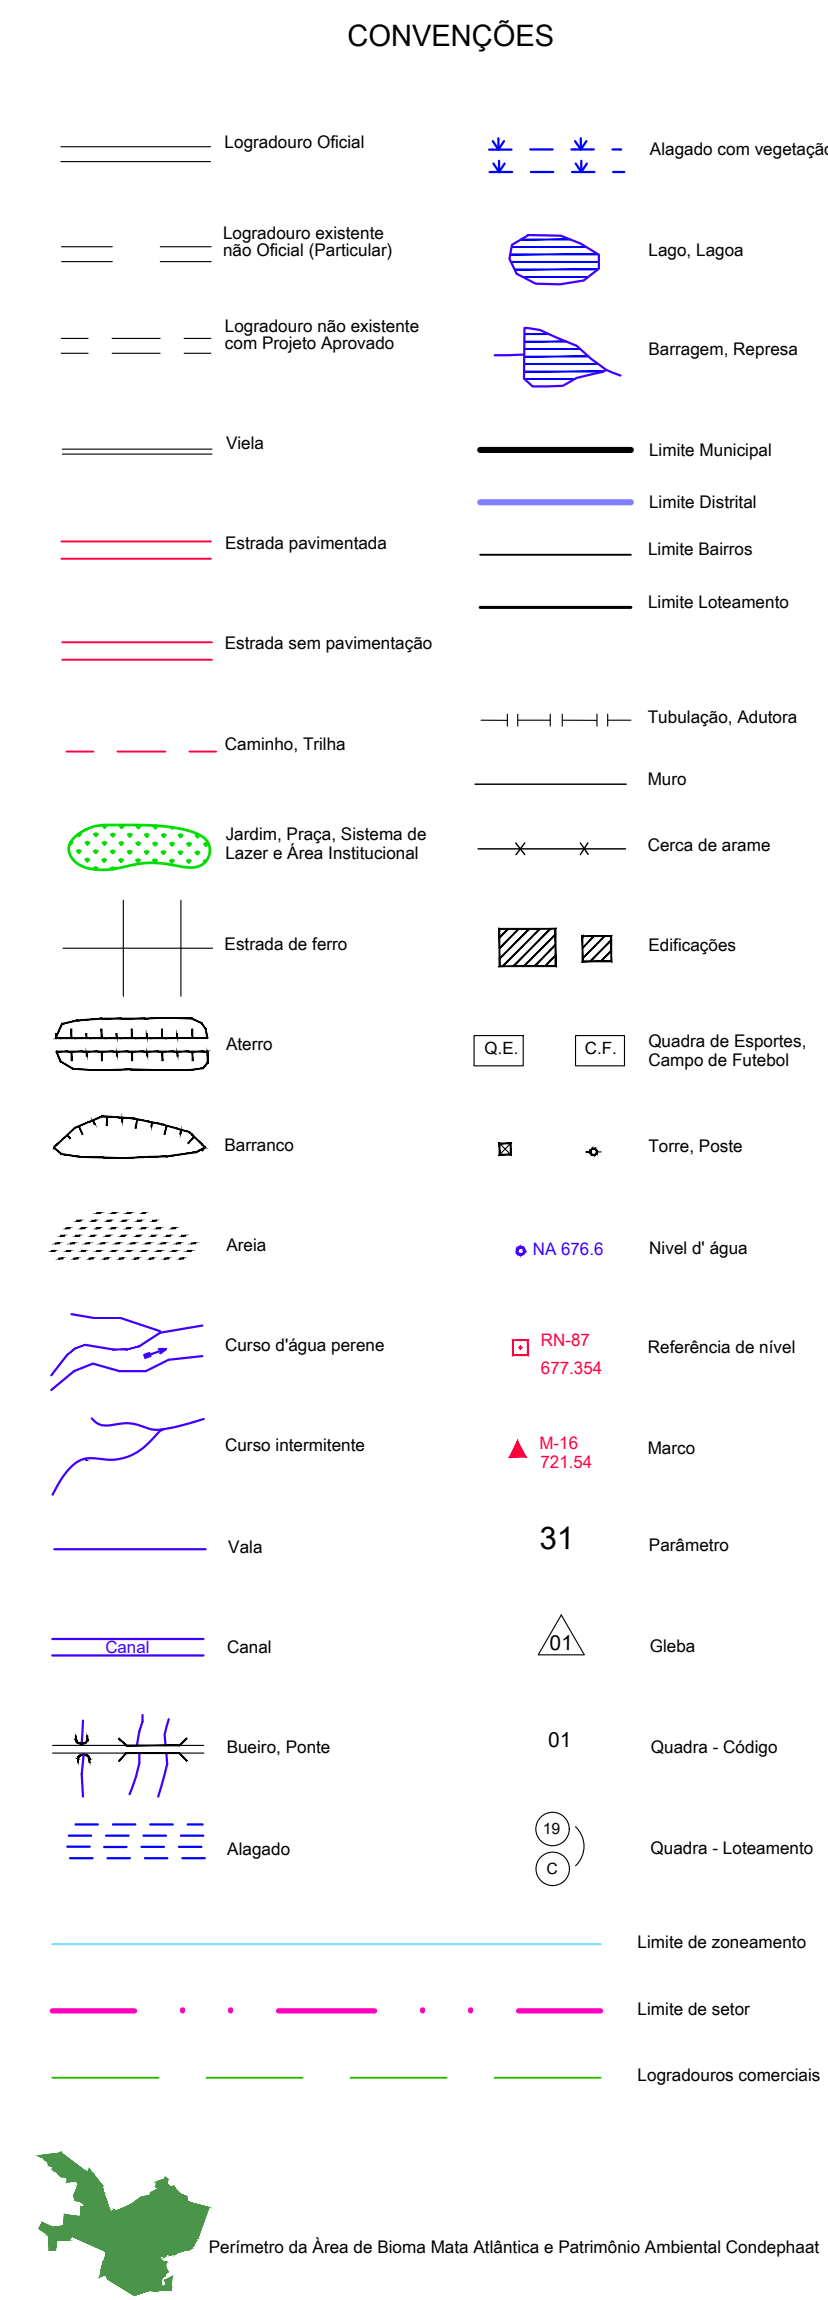 CONVENÇÕES
Logradouro Oficial
Logradouro existente
não Oficial (Particular)
Logradouro não existente
com Projeto Aprovado
Viela
Estrada pavimentada
Estrada sem pavimentação
Caminho, Trilha
Jardim, Praça, Sistema de
Lazer e Área Institucional
Estrada de ferro
Aterro
Barranco
Areia
Curso d'água perene
Curso intermitente
Vala
Canal
Canal
Bueiro, Ponte
Alagado
Alagado com vegetação
Lago, Lagoa
Barragem, Represa
Limite Municipal
Limite Distrital
Limite Bairros
Limite Loteamento
Tubulação, Adutora
Muro
Cerca de arame
Edificações
Q.E.
C.F.
Quadra de Esportes,
Campo de Futebol
Torre, Poste
NA 676.6
Nivel d' água
RN-87
677.354
Referência de nível
M-16
721.54
Marco
31
Parâmetro
01
Gleba
01
Quadra - Código
19
C
Quadra - Loteamento
Limite de zoneamento
Limite de setor
Logradouros comerciais
Perímetro da Àrea de Bioma Mata Atlântica e Patrimônio Ambiental Condephaat